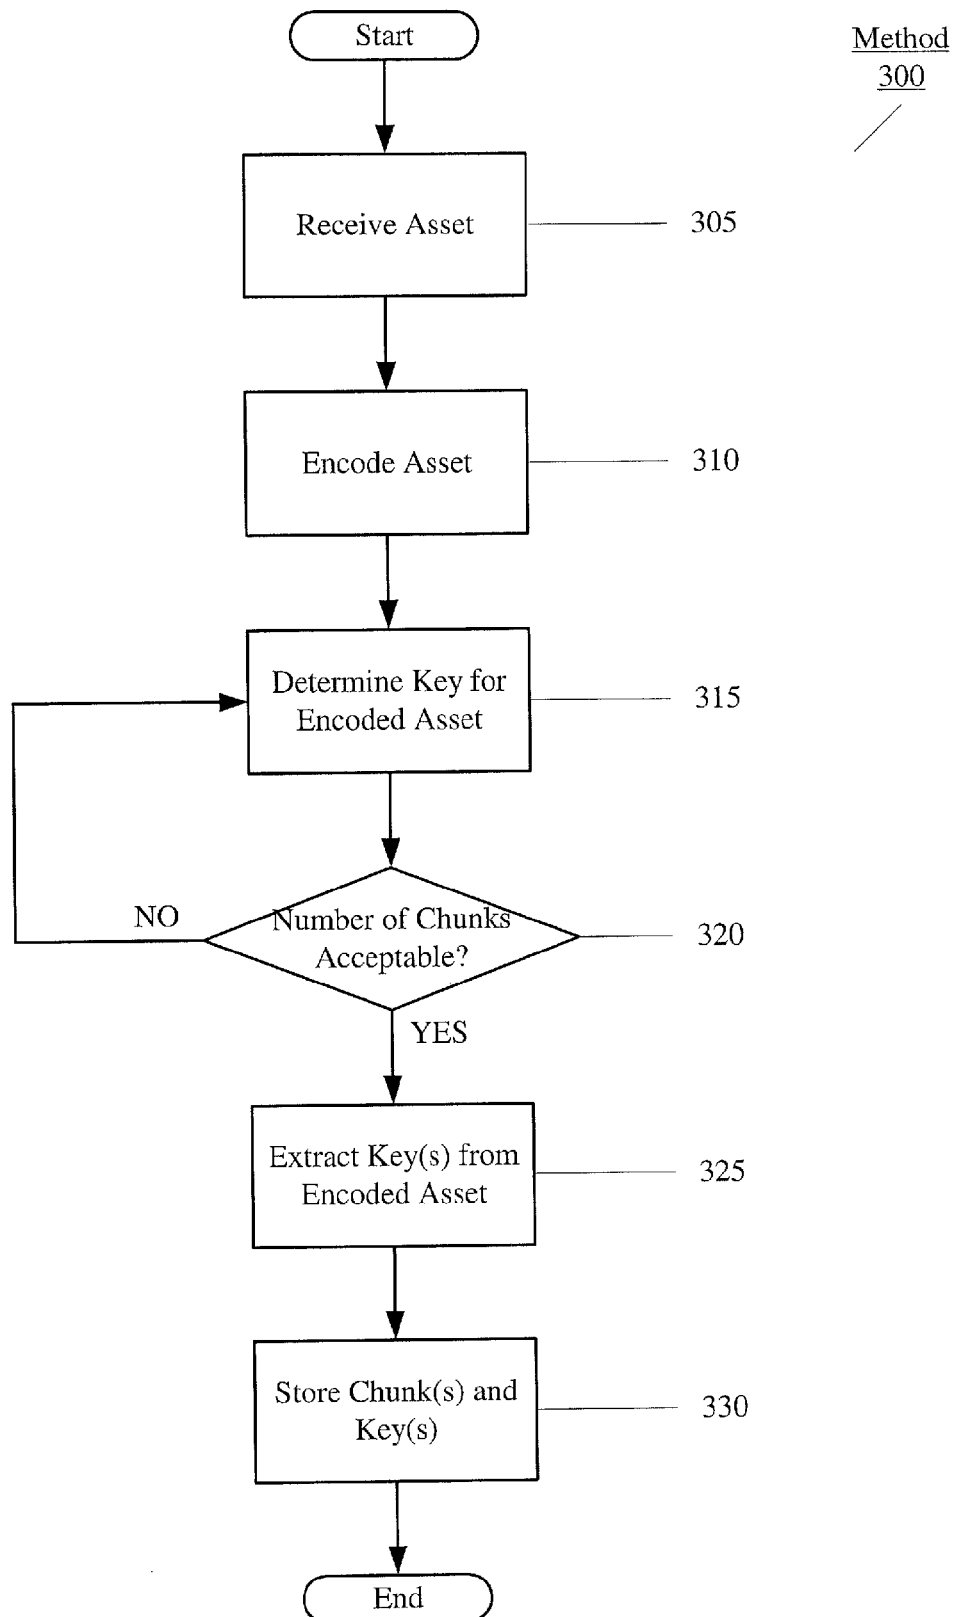 Start
Method
300
Receive Asset
305
Encode Asset
310
Determine Key for
Encoded Asset
315
NO
Number of Chunks
Acceptable?
320
YES
Extract Key(s) from
Encoded Asset
325
Store Chunk(s) and
Key(s)
330
End